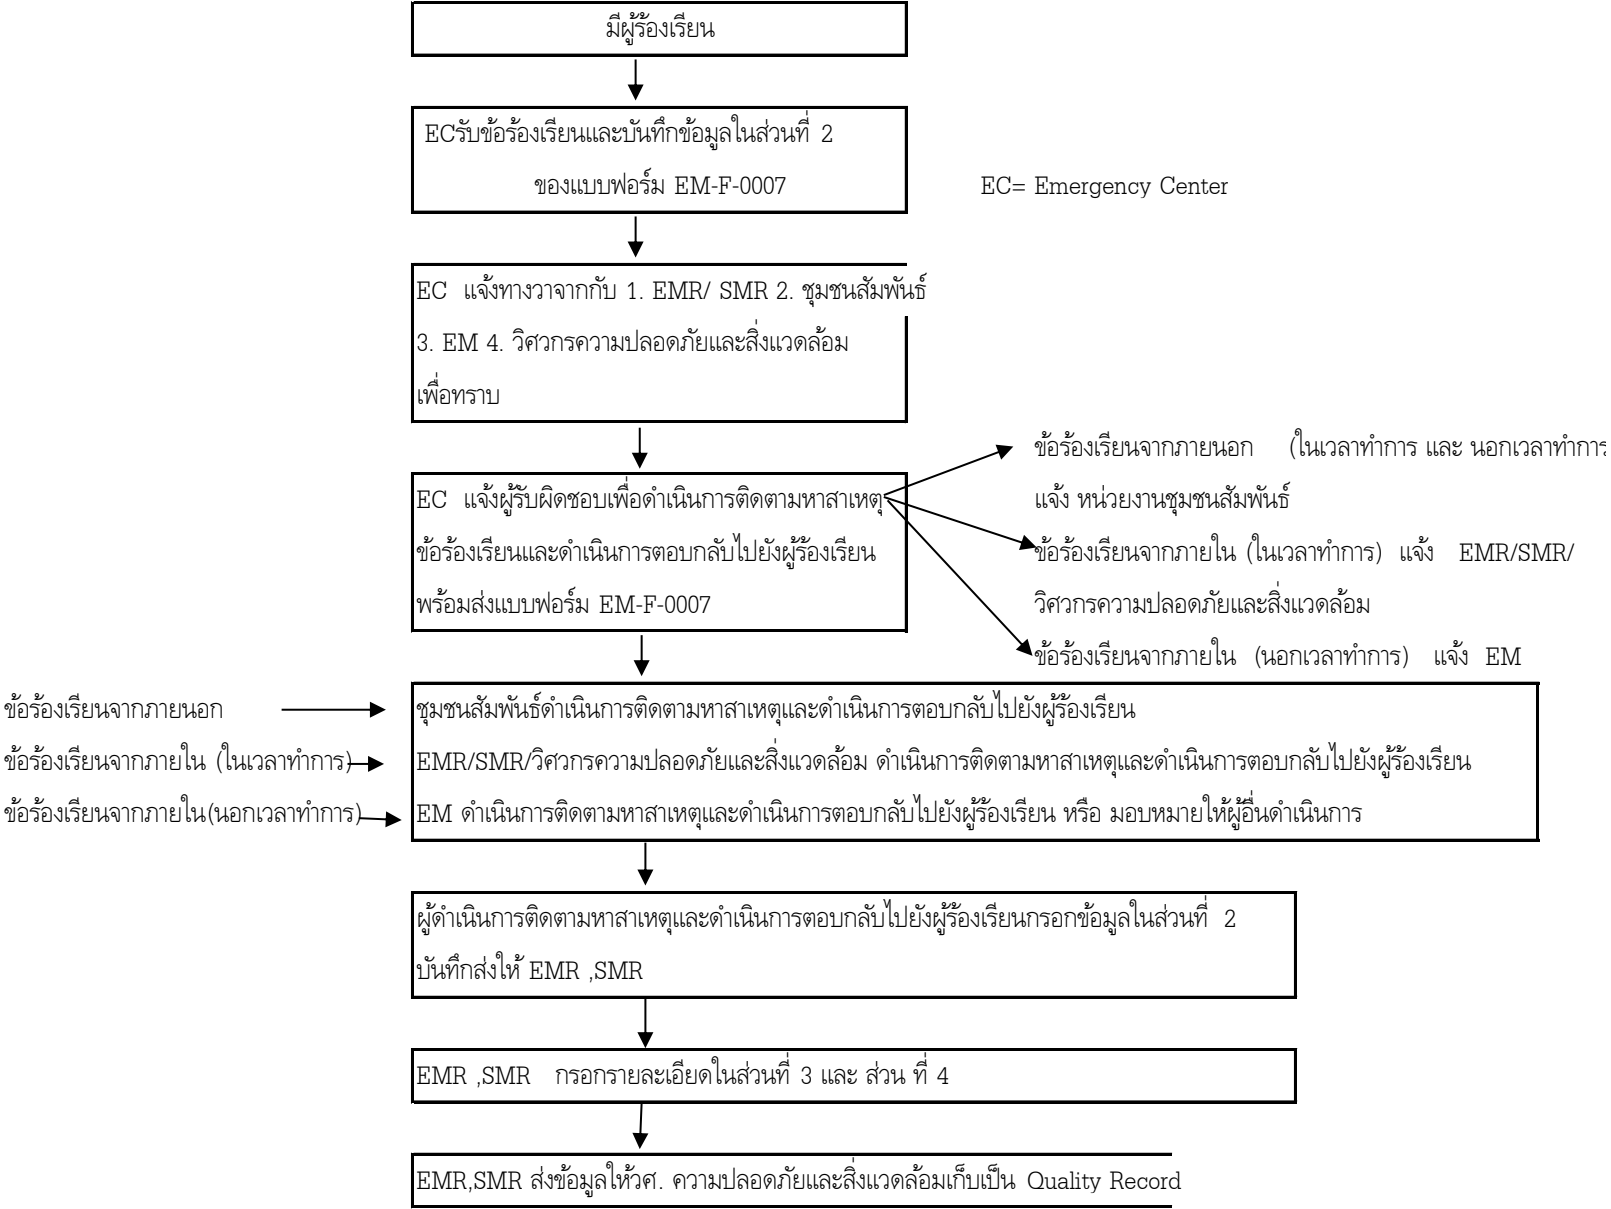 มีผู้ร้องเรียน
ECรับข้อร้องเรียนและบันทึกข้อมูลในส่วนที่ 2
ของแบบฟอร์ม EM-F-0007
EC= Emergency Center
EC แจ้งทางวาจากกับ 1. EMR/ SMR 2. ชุมชนสัมพันธ์
3. EM 4. วิศวกรความปลอดภัยและสิ่งแวดล้อม
เพื่อทราบ
EC แจ้งผู้รับผิดชอบเพื่อดำเนินการติดตามหาสาเหตุ
ข้อร้องเรียนและดำเนินการตอบกลับไปยังผู้ร้องเรียน
พร้อมส่งแบบฟอร์ม EM-F-0007
ข้อร้องเรียนจากภายนอก (ในเวลาทำการ และ นอกเวลาทำการ
แจ้ง หน่วยงานชุมชนสัมพันธ์
ข้อร้องเรียนจากภายใน (ในเวลาทำการ) แจ้ง EMR/SMR/
วิศวกรความปลอดภัยและสิ่งแวดล้อม
ข้อร้องเรียนจากภายใน (นอกเวลาทำการ) แจ้ง EM
ข้อร้องเรียนจากภายนอก
ข้อร้องเรียนจากภายใน (ในเวลาทำการ)
ข้อร้องเรียนจากภายใน(นอกเวลาทำการ)
ชุมชนสัมพันธ์ดำเนินการติดตามหาสาเหตุและดำเนินการตอบกลับไปยังผู้ร้องเรียน
EMR/SMR/วิศวกรความปลอดภัยและสิ่งแวดล้อม ดำเนินการติดตามหาสาเหตุและดำเนินการตอบกลับไปยังผู้ร้องเรียน
EM ดำเนินการติดตามหาสาเหตุและดำเนินการตอบกลับไปยังผู้ร้องเรียน หรือ มอบหมายให้ผู้อื่นดำเนินการ
ผู้ดำเนินการติดตามหาสาเหตุและดำเนินการตอบกลับไปยังผู้ร้องเรียนกรอกข้อมูลในส่วนที่ 2
บันทึกส่งให้ EMR ,SMR
EMR ,SMR กรอกรายละเอียดในส่วนที่ 3 และ ส่วน ที่ 4
EMR,SMR ส่งข้อมูลให้วศ. ความปลอดภัยและสิ่งแวดล้อมเก็บเป็น Quality Record